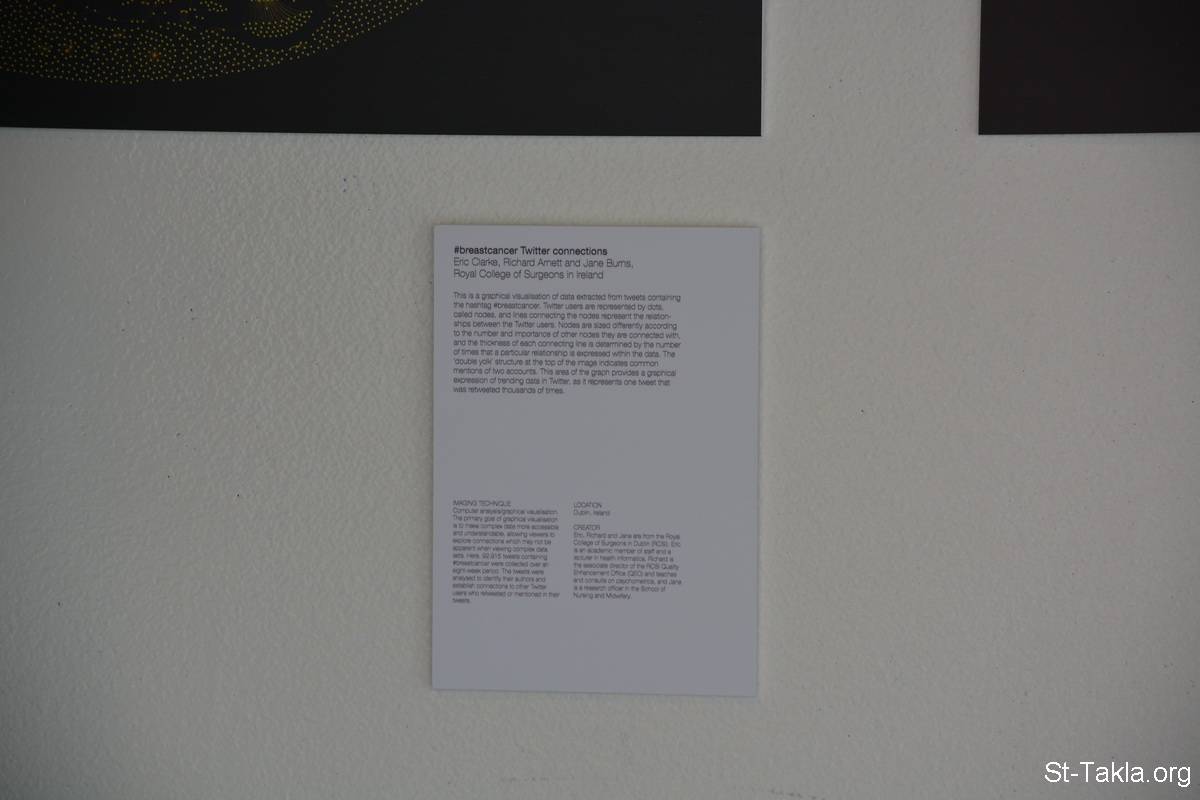 #breastcancer Twitter connections
Eric Clarke, Richard Arnett and Jane Burns,
Royal College of Surgeons in Ireland
This is a graphical visualisation of data extracted from tweets containing
the hashtag #breastcancer. Twitter users are represented by dots,
called nodes, and lines connecting the nodes represent the relation-
ships between the Twitter users. Nodes are sized differently according
to the number and importance of other nodes they are connected with,
and the thickness of each connecting line is determined by the number
of times that a particular relationship is expressed within the data. The
'double yolk' structure at the top of the image indicates common
mentions of two accounts. This area of the graph provides a graphical
expression of trending data in Twitter, as it represents one tweet that
was retweeted thousands of times.
IMAGING TECHNIQUE
Computer analysis/graphical visualisation.
The primary goal of graphical visualisation
is to make complex data more accessible
and understandable, allowing viewers to
explore connections which may not be
apparent when viewing complex data
sets. Here, 92,915 tweets containing
#breastcancer were collected over an
eight-week period. The tweets were
analysed to identify their authors and
establish connections to other Twitter
users who retweeted or mentioned in their
tweets.
LOCATION
Dublin, Ireland
CREATOR
Eric, Richard and Jane are from the Royal
College of Surgeons in Dublin (RCSI). Eric
is an academic member of staff and a
lecturer in health informatics, Richard is
the associate director of the RCSI Quality
Enhancement Office (QEO) and teaches
and consults on psychometrics, and Jane
is a research officer in the School of
Nursing and Midwifery.
St-Takla.org